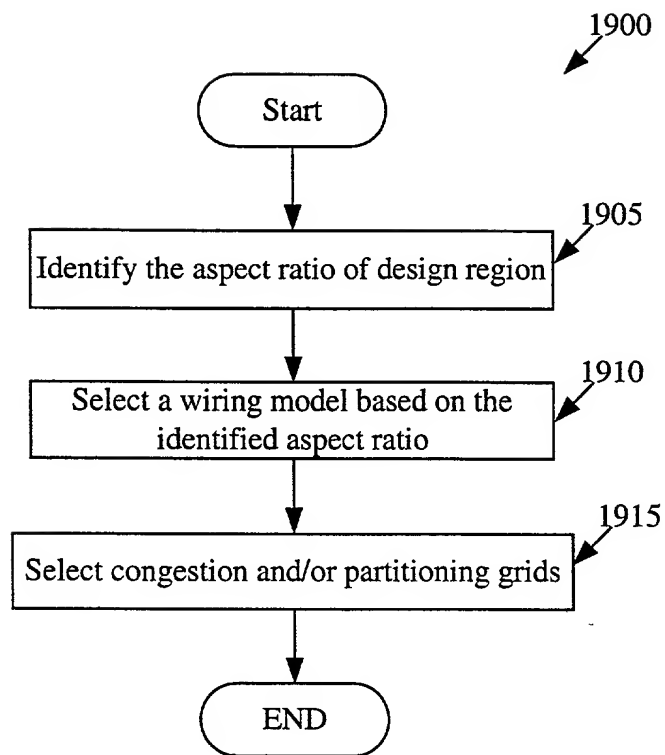 1900
Start
1905
Identify the aspect ratio of design region
1910
Select a wiring model based on the
identified aspect ratio
1915
Select congestion and/or partitioning grids
END